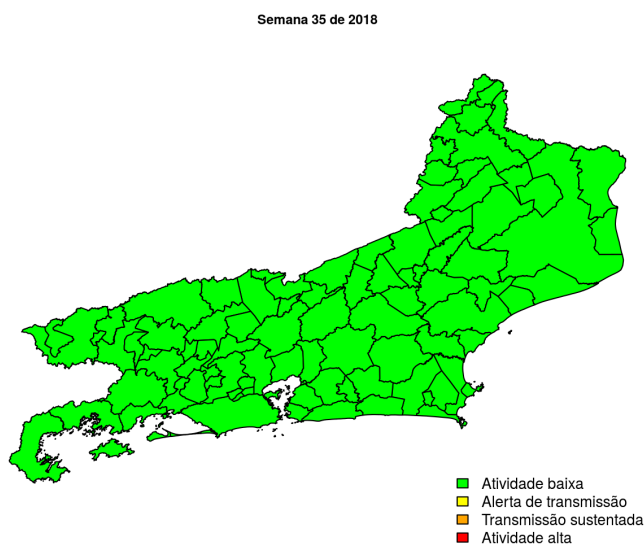 Semana 35 de 2018
Atividade baixa
Alerta de transmissão
Transmissão sustentada
Atividade alta